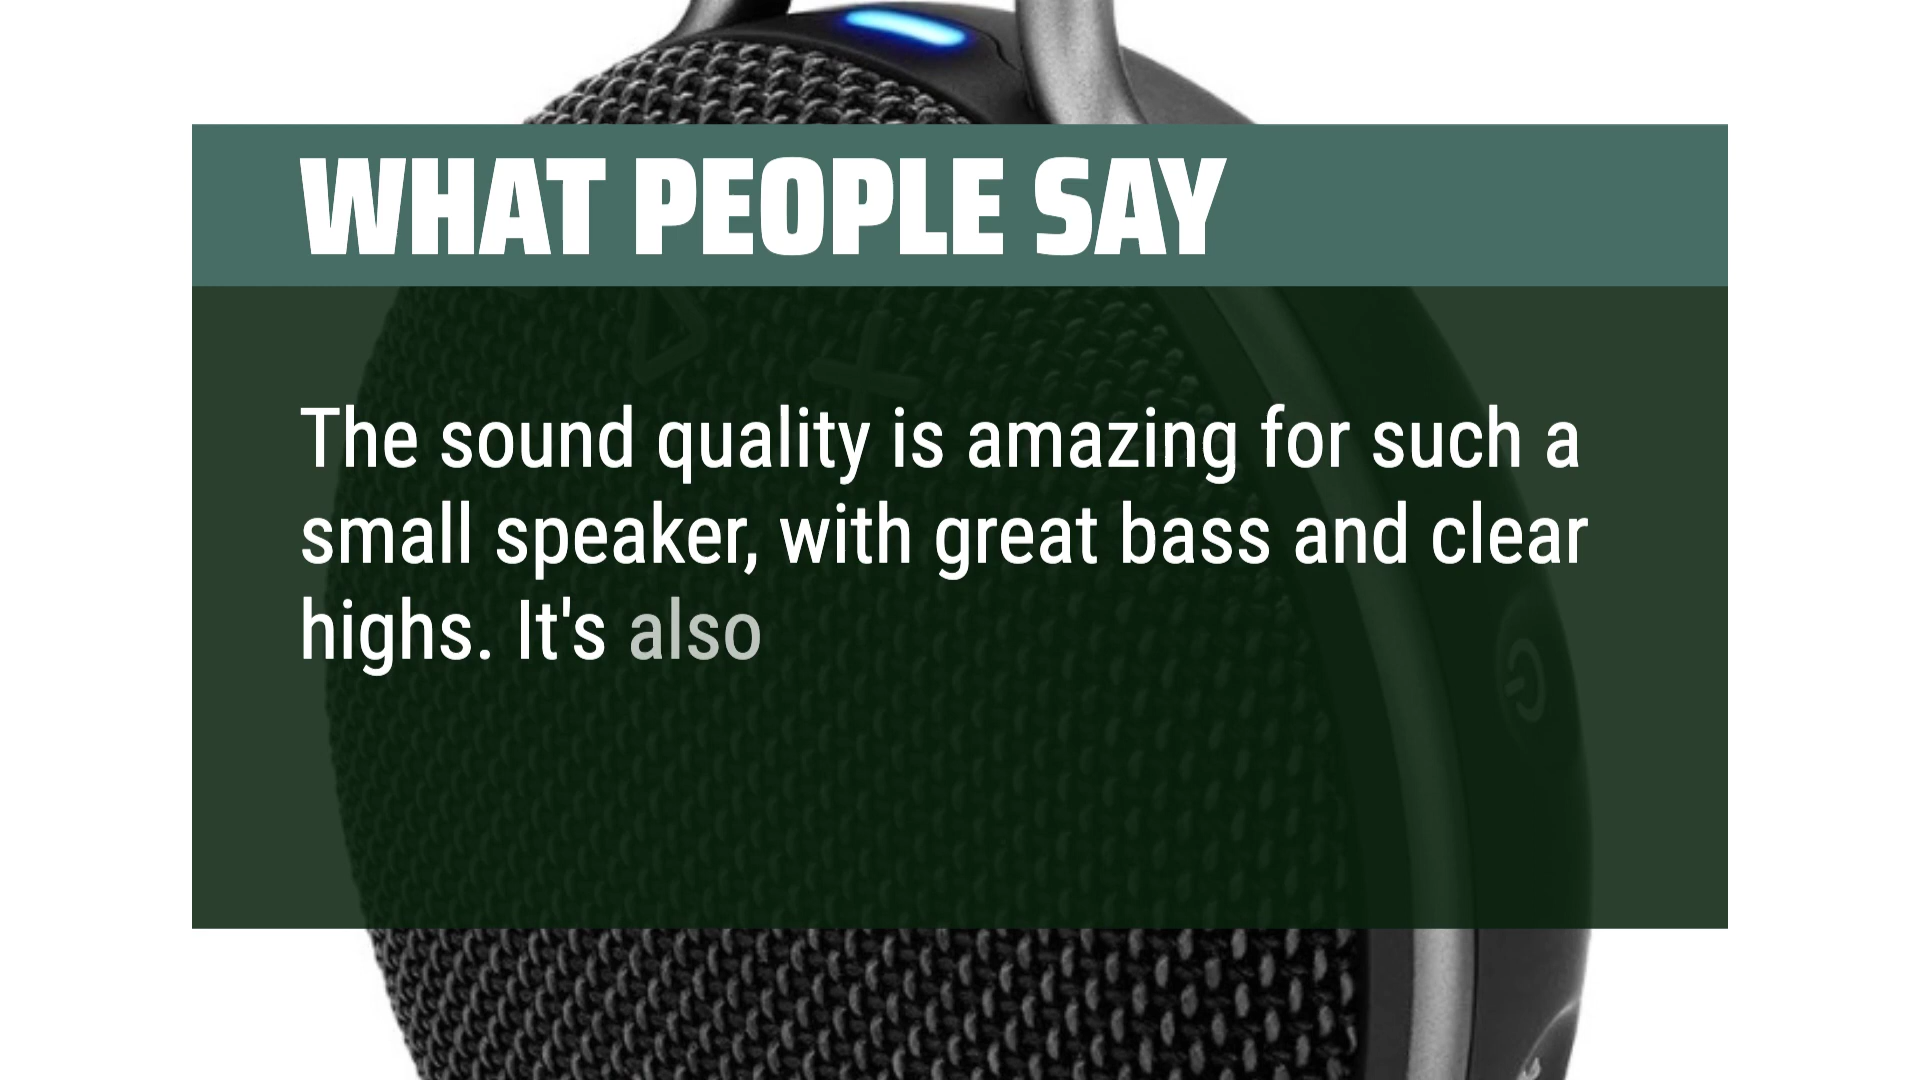 WHAT PEOPLE SAY
The sound quality is amazing for such a
small speaker, with great bass and clear
highs. It's also